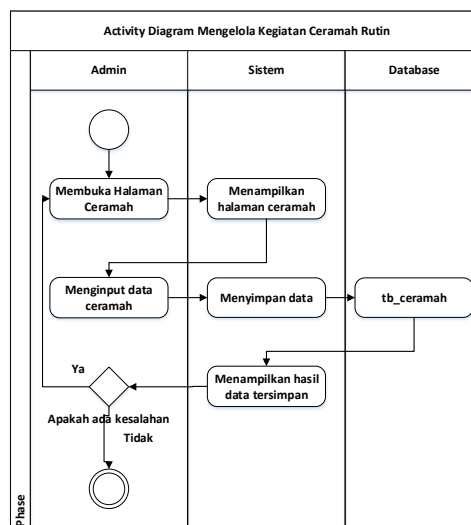 Activity Diagram Mengelola Kegiatan Ceramah Rutin
Admin
Sistem
Database
Membuka Halaman
Ceramah
Menampilkan
halaman ceramah
Menginput data
ceramah
Menyimpan data
tb_ceramah
Menampilkan hasil
data tersimpan
Ya
Apakah ada kesalahan
Tidak
Phase